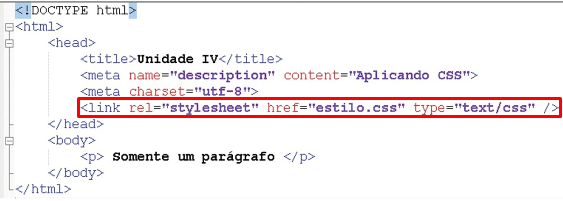 <!DOCTYPE html>
<html>
<head>
<title>Unidade IV</title>
<meta name="description" content="Aplicando CSS">
<meta charset="utf-8">
<link rel="stylesheet" href="estilo.css" type="text/css" />
</head>
<body>
<p> Somente um parágrafo </p>
</body>
</html>